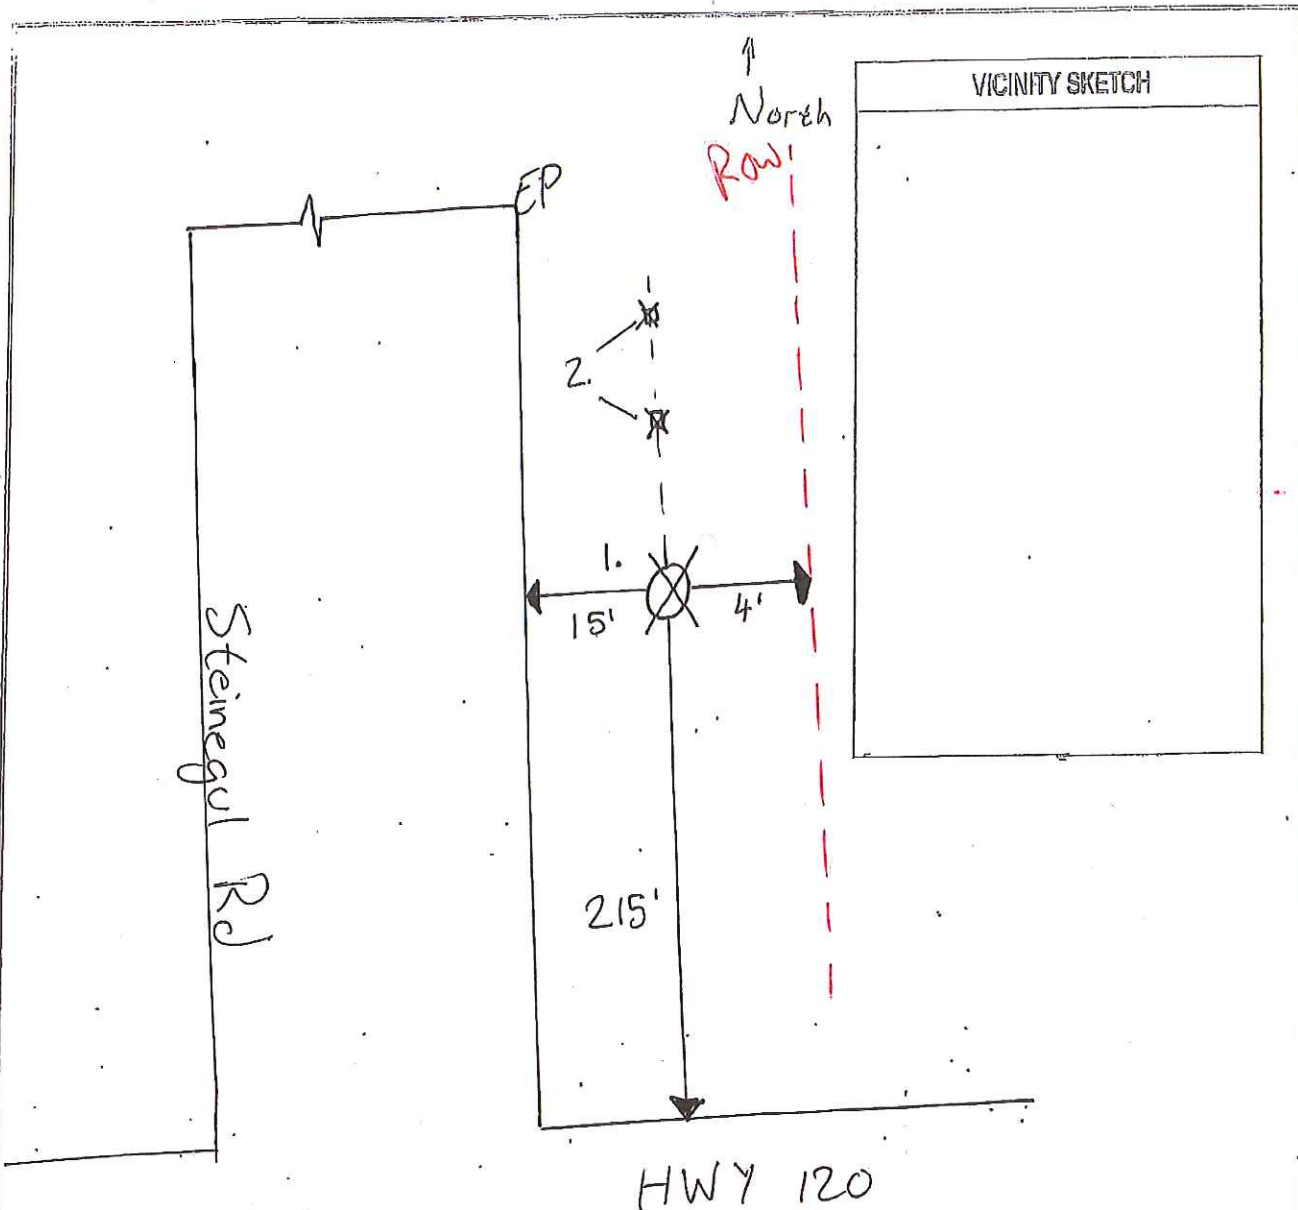 ↑
North
VICINITY SKETCH
Row
EP
2.
1.
15'
4'
Steinegul Rd
215'
HWY 120